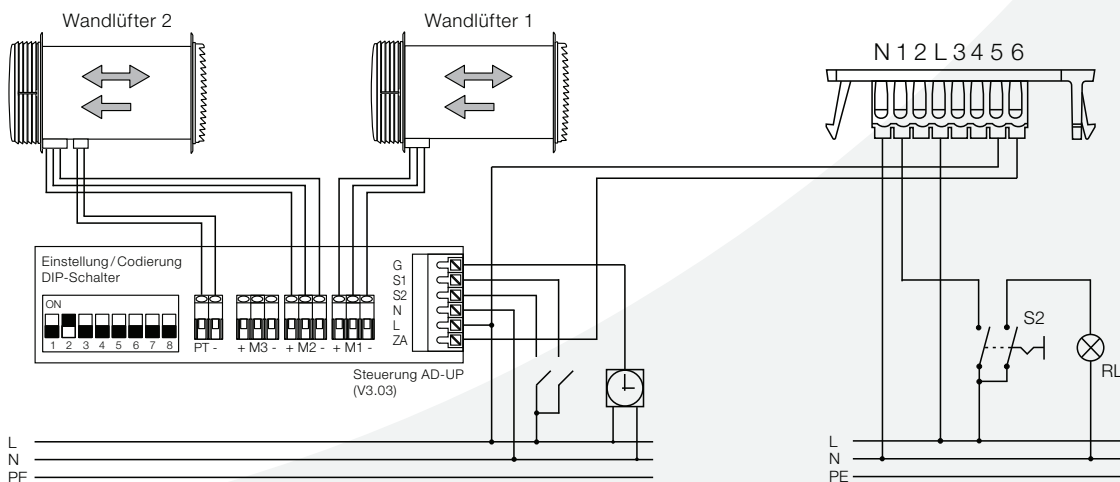 Wandlüfter 2
Wandlüfter 1
N 1 2 L 3 4 5 6
Einstellung/Codierung
DIP-Schalter
ON
1 2 3 4 5 6 7 8
PT - + M3 - + M2 - + M1 -
G
S1
S2
N
L
ZA
Steuerung AD-UP
(V3.03)
S2
RL
L
N
PE
L
N
PE